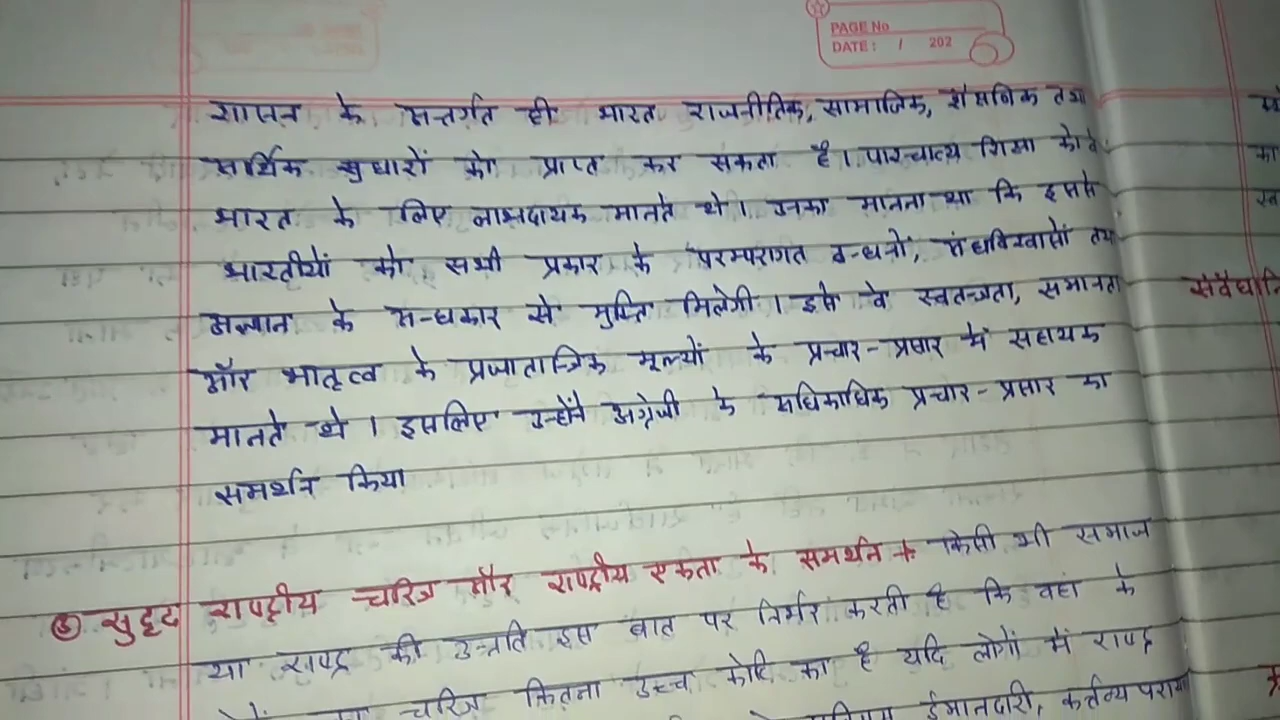 PAGE No
DATE: / 202
शासन के अन्तर्गत ही भारत राजनीतिक, सामाजिक, शैक्षणिक तथा
आर्थिक सुधारों को प्राप्त कर सकता है। पाश्चात्य शिक्षा को वे
भारत के लिए लाभदायक मानते थे। उनका मानना था कि इससे
भारतीयों को सभी प्रकार के परम्परागत बन्धनों, अंधविश्वासों तथा
अज्ञान के अन्धकार से मुक्ति मिलेगी। इसे वे स्वतन्त्रता, समानता
और भातृत्व के प्रजातान्त्रिक मूल्यों के प्रचार-प्रसार में सहायक
मानते थे। इसलिए उन्होंने अंग्रेजी के अधिकाधिक प्रचार-प्रसार का
समर्थन किया
सुदृढ राष्ट्रीय चरित्र और राष्ट्रीय एकता के समर्थन किसी भी समाज
या राष्ट्र की उन्नति इस बात पर निर्भर करती है कि वहां के
चरित्र कितना उच्च कोटि का है यदि लोगों में राष्ट्र
ईमानदारी, कर्तव्य